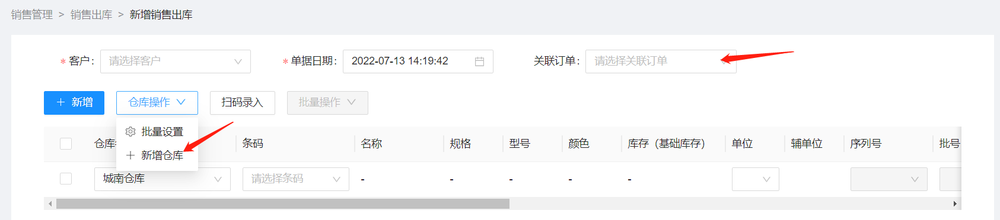 销售管理 > 销售出库 > 新增销售出库
* 客户： 请选择客户 * 单据日期： 2022-07-13 14:19:42 关联订单： 请选择关联订单
+ 新增 仓库操作 扫码录入 批量操作
批量设置
新增仓库
仓库 条码 名称 规格 型号 颜色 库存（基础库存） 单位 辅单位 序列号 批号
城南仓库 请选择条码 - - - - -